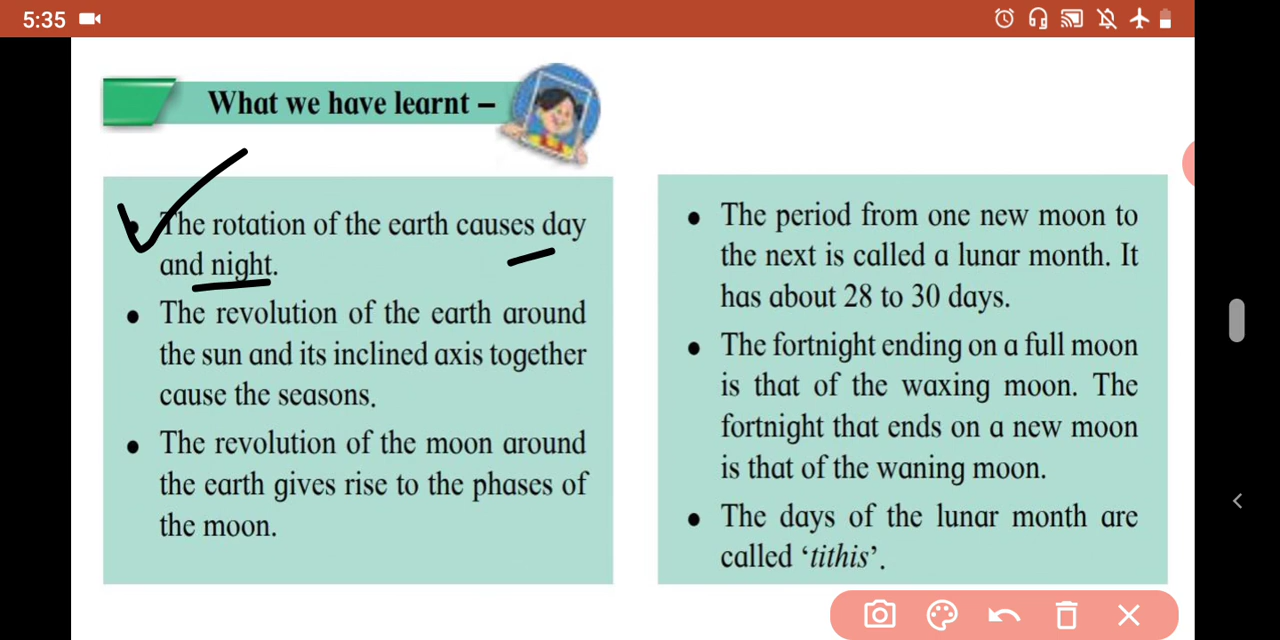 5:35
What we have learnt –
• The rotation of the earth causes day
and night.
• The revolution of the earth around
the sun and its inclined axis together
cause the seasons.
• The revolution of the moon around
the earth gives rise to the phases of
the moon.
• The period from one new moon to
the next is called a lunar month. It
has about 28 to 30 days.
• The fortnight ending on a full moon
is that of the waxing moon. The
fortnight that ends on a new moon
is that of the waning moon.
• The days of the lunar month are
called ‘tithis’.